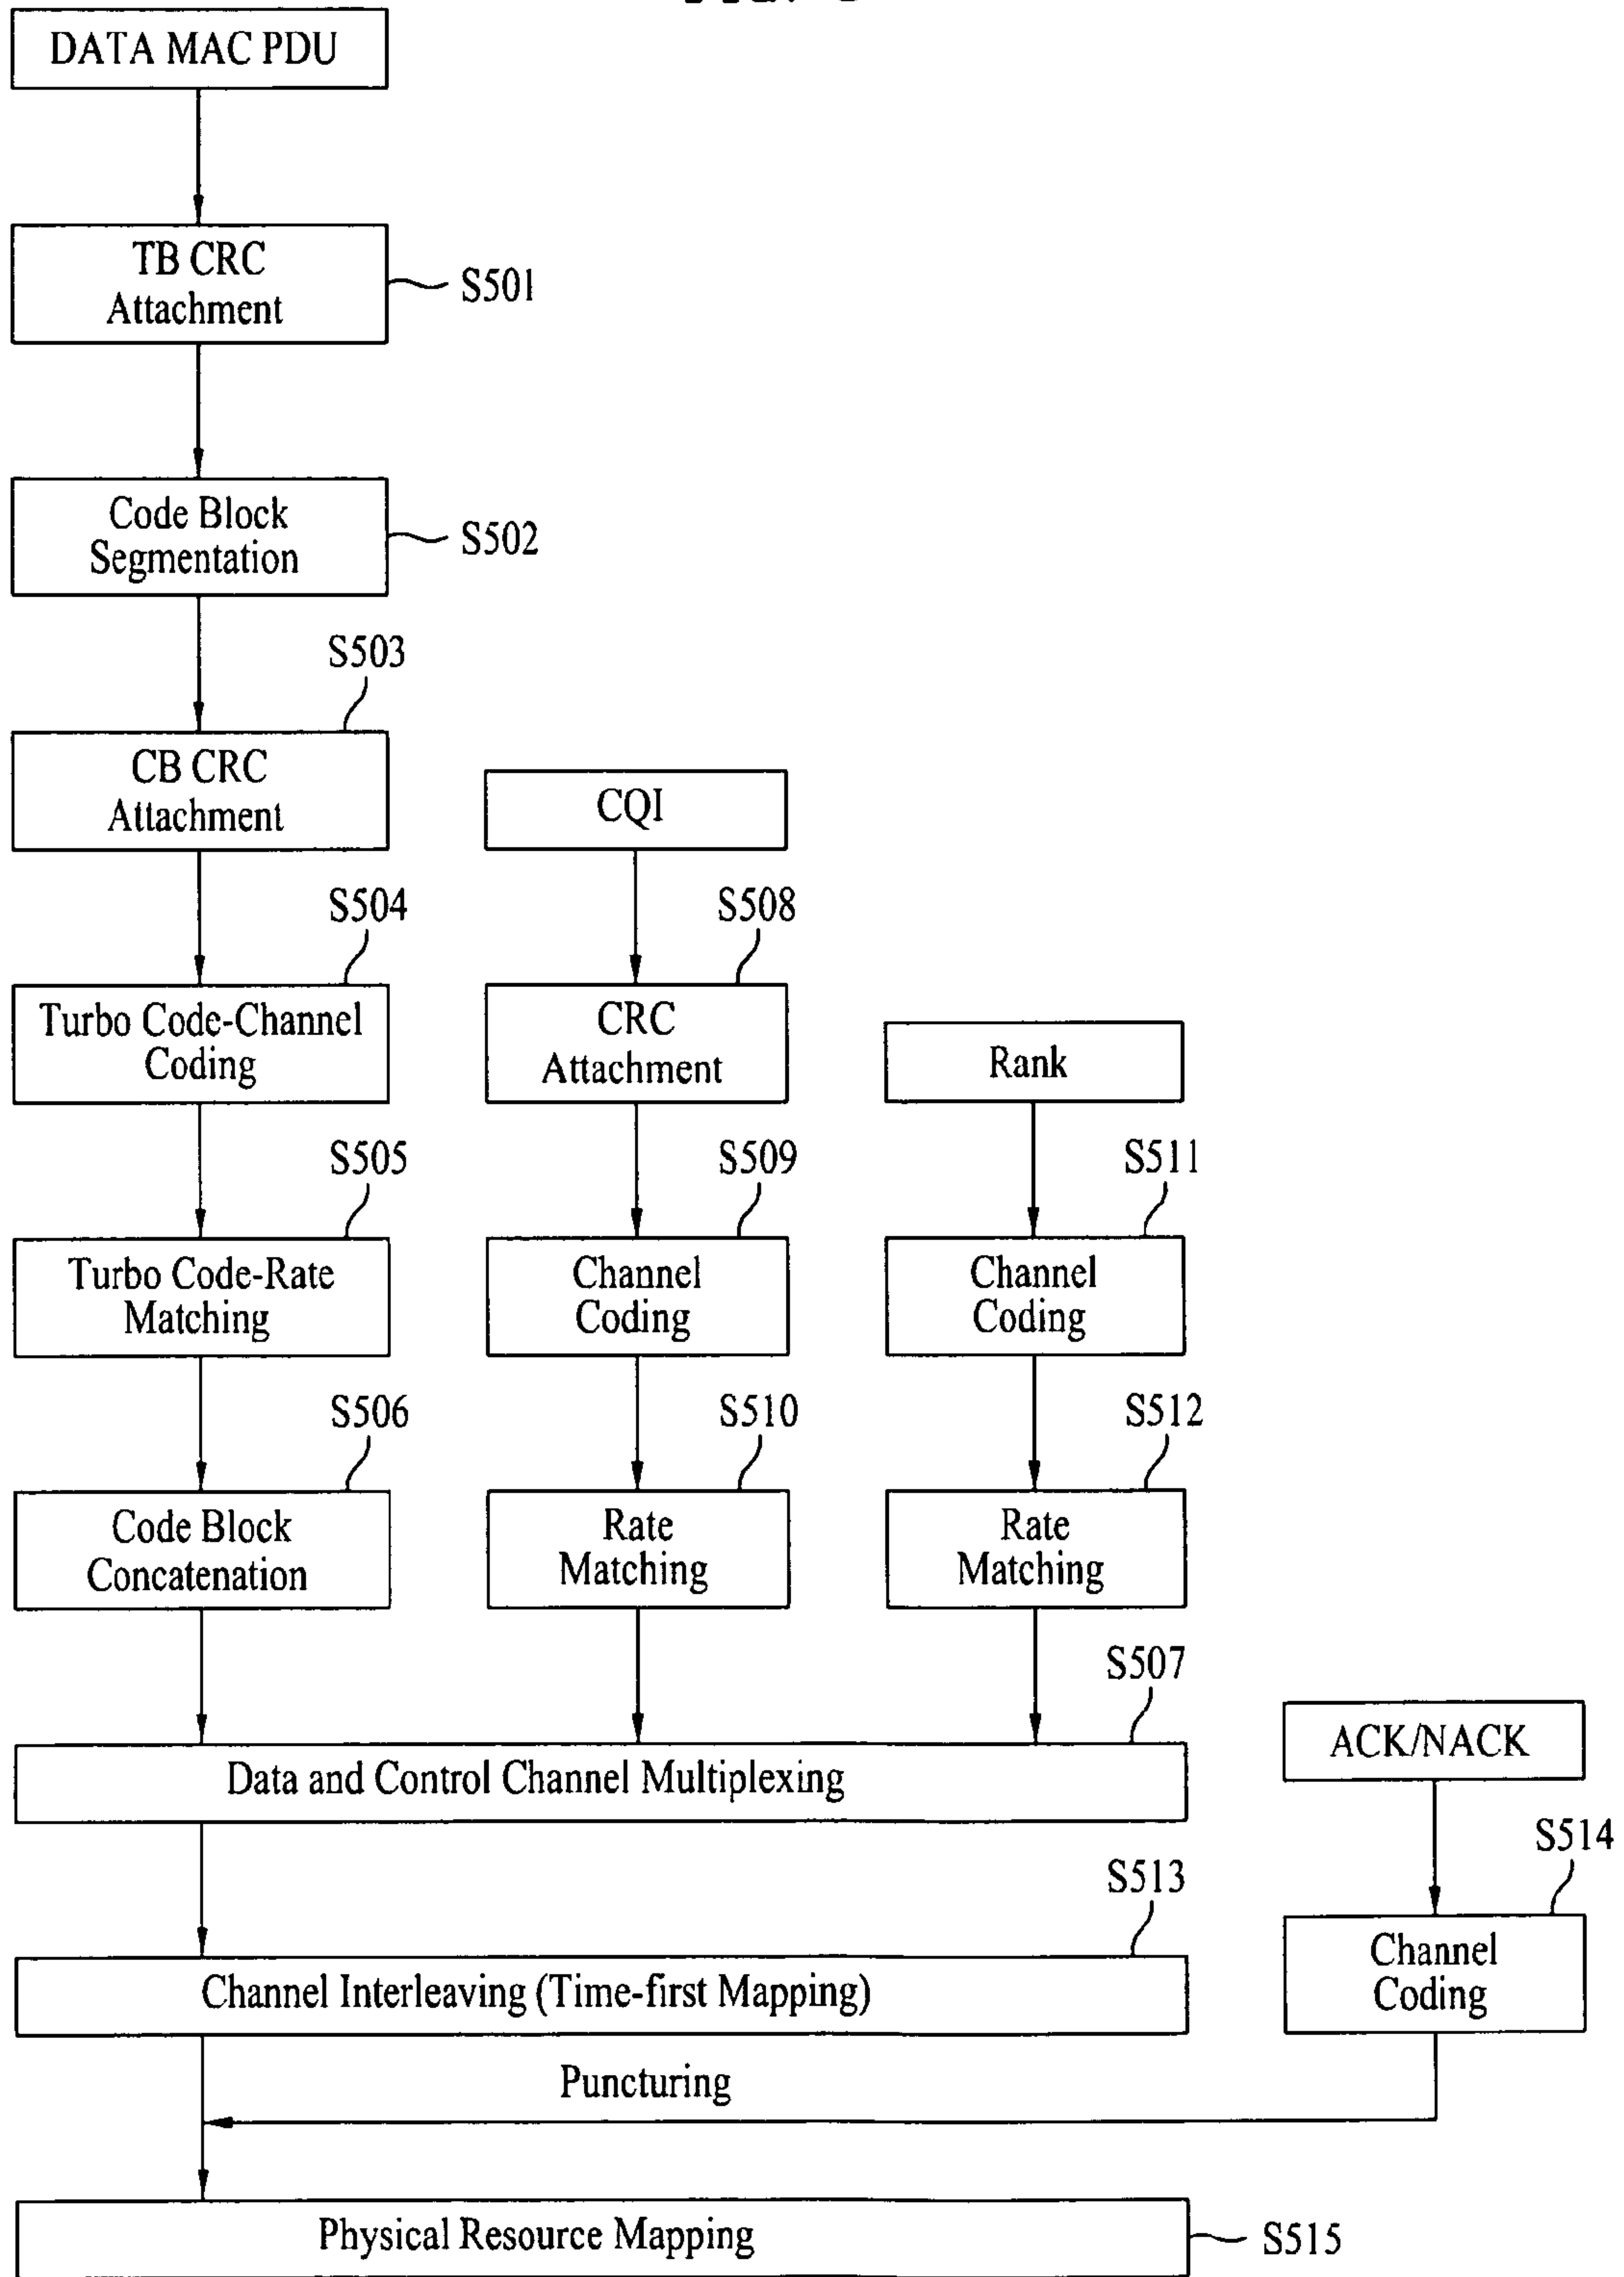 DATA MAC PDU
TB CRC
Attachment
S501
Code Block
Segmentation
S502
S503
CB CRC
Attachment
CQI
S504
S508
Turbo Code-Channel
Coding
CRC
Attachment
Rank
S505
S509
S511
Turbo Code-Rate
Matching
Channel
Coding
Channel
Coding
S506
S510
S512
Code Block
Concatenation
Rate
Matching
Rate
Matching
S507
Data and Control Channel Multiplexing
ACK/NACK
S513
S514
Channel Interleaving (Time-first Mapping)
Channel
Coding
Puncturing
Physical Resource Mapping
S515